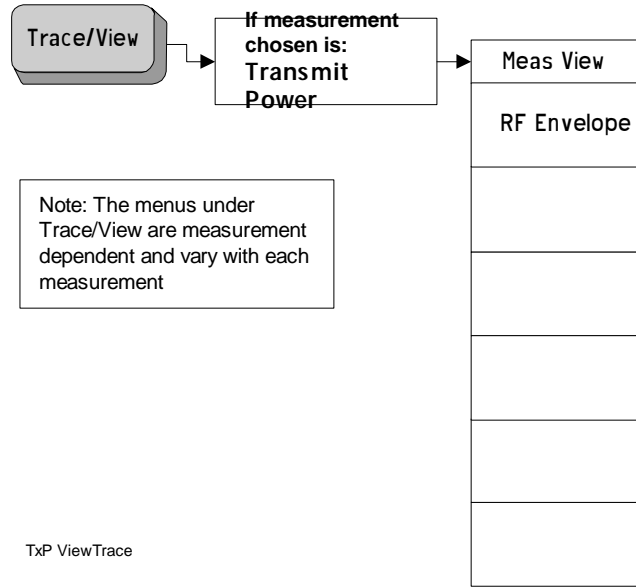 Trace/View
If measurement
chosen is:
Transmit
Power
Meas View
RF Envelope
Note: The menus under
Trace/View are measurement
dependent and vary with each
measurement
TxP ViewTrace